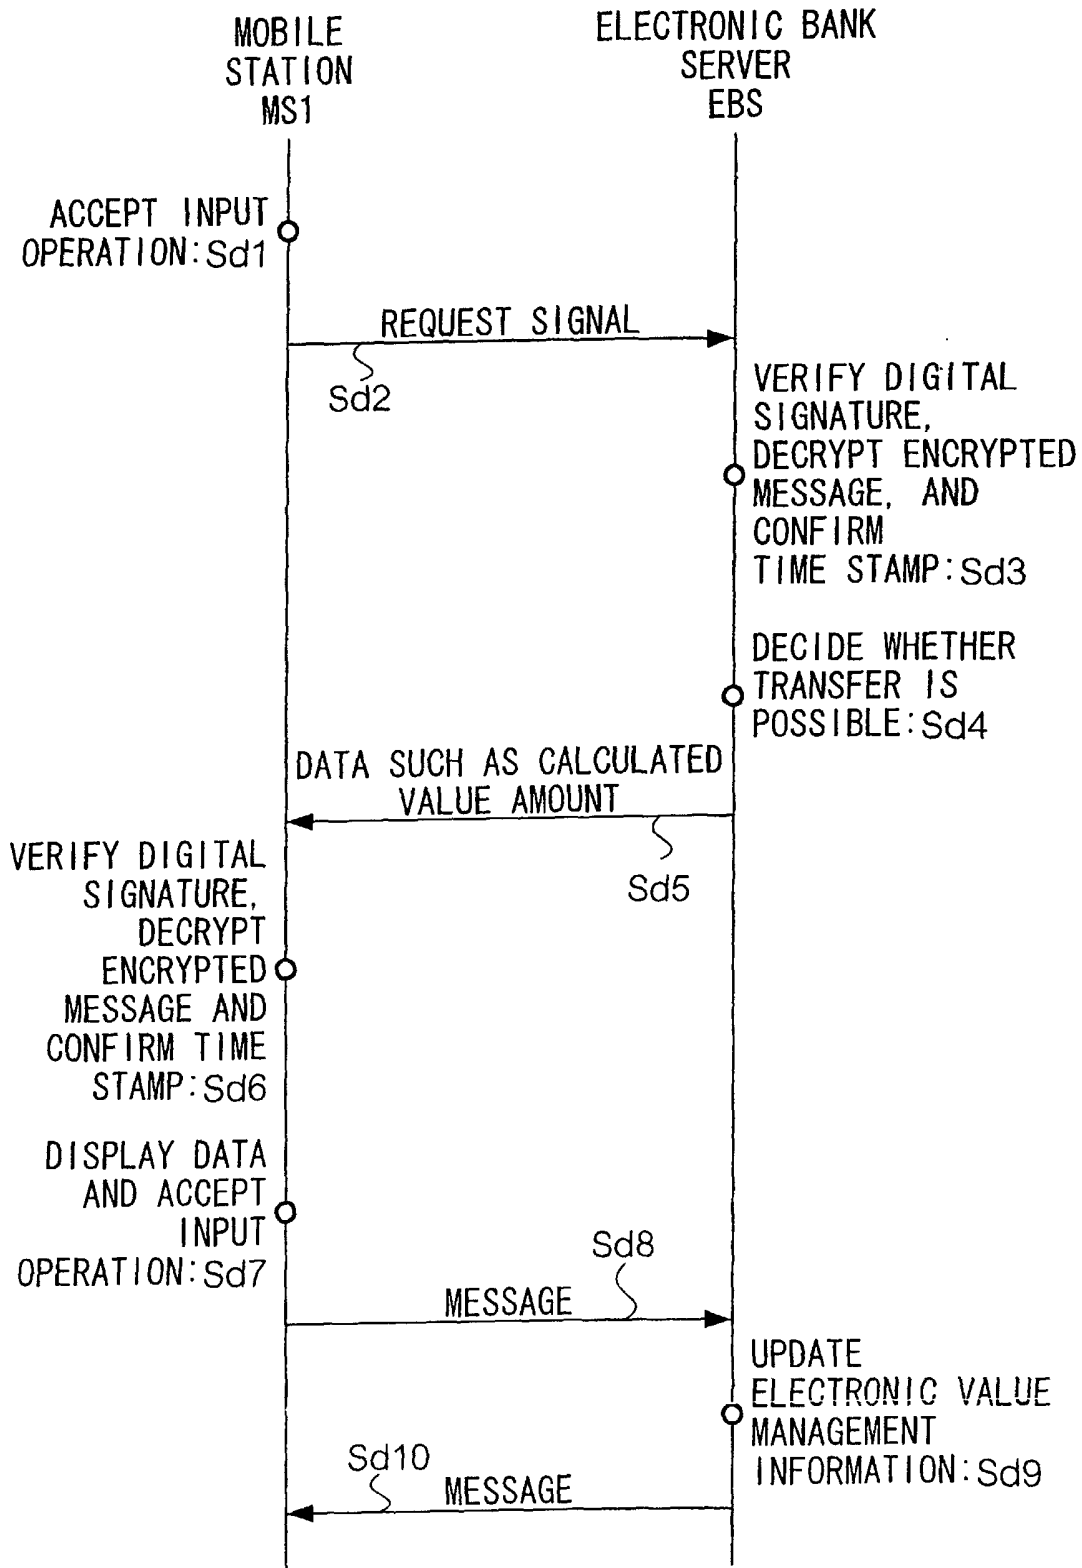 MOBILE
STATION
MS1
ELECTRONIC BANK
SERVER
EBS
ACCEPT INPUT
OPERATION:Sd1
REQUEST SIGNAL
Sd2
VERIFY DIGITAL
SIGNATURE,
DECRYPT ENCRYPTED
MESSAGE, AND
CONFIRM
TIME STAMP:Sd3
DECIDE WHETHER
TRANSFER IS
POSSIBLE:Sd4
DATA SUCH AS CALCULATED
VALUE AMOUNT
Sd5
VERIFY DIGITAL
SIGNATURE,
DECRYPT
ENCRYPTED
MESSAGE AND
CONFIRM TIME
STAMP:Sd6
DISPLAY DATA
AND ACCEPT
INPUT
OPERATION:Sd7
Sd8
MESSAGE
UPDATE
ELECTRONIC VALUE
MANAGEMENT
INFORMATION:Sd9
Sd10
MESSAGE